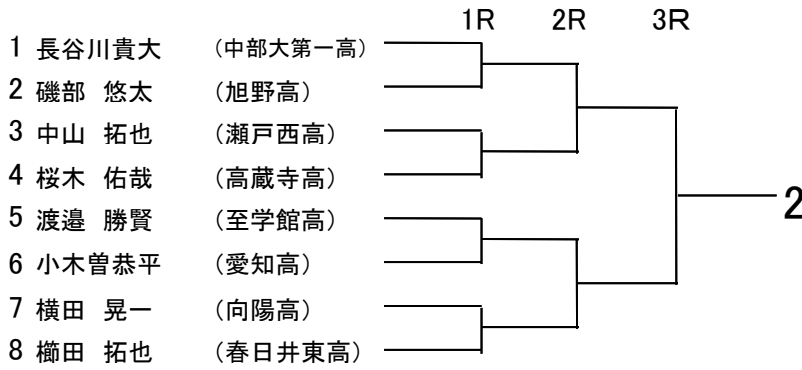 1R 2R 3R
1 長谷川貴大 (中部大第一高)
2 磯部 悠太 (旭野高)
3 中山 拓也 (瀬戸西高)
4 桜木 佑哉 (高蔵寺高)
5 渡邉 勝賢 (至学館高)
2
6 小木曽恭平 (愛知高)
7 横田 晃一 (向陽高)
8 櫛田 拓也 (春日井東高)